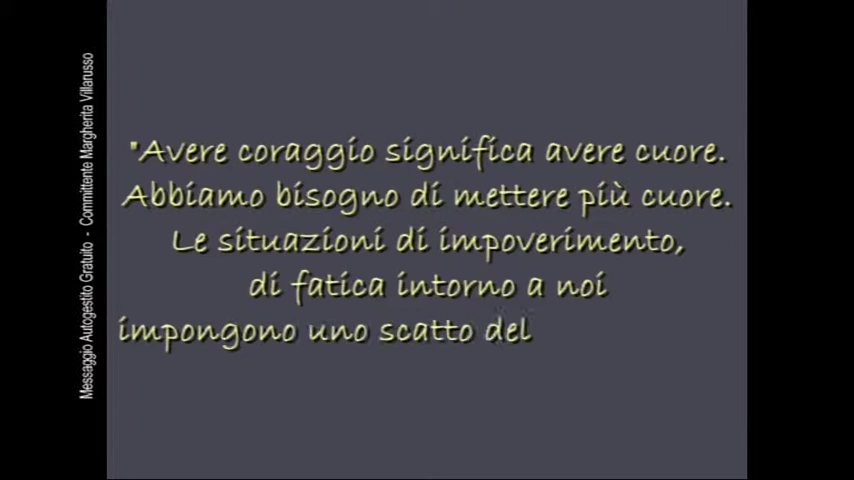 Messaggio Autogestito Gratuito - Committente Margherita Villarusso
"Avere coraggio significa avere cuore.
Abbiamo bisogno di mettere più cuore.
Le situazioni di impoverimento,
di fatica intorno a noi
impongono uno scatto del